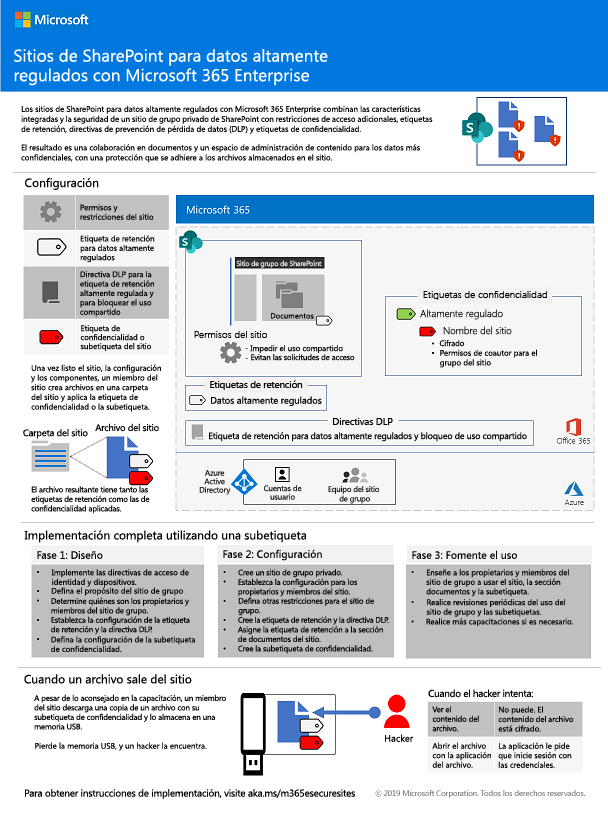 Microsoft
Sitios de SharePoint para datos altamente
regulados con Microsoft 365 Enterprise
Los sitios de SharePoint para datos altamente regulados con Microsoft 365 Enterprise combinan las características
integradas y la seguridad de un sitio de grupo privado de SharePoint con restricciones de acceso adicionales, etiquetas
de retención, directivas de prevención de pérdida de datos (DLP) y etiquetas de confidencialidad.
El resultado es una colaboración en documentos y un espacio de administración de contenido para los datos más
confidenciales, con una protección que se adhiere a los archivos almacenados en el sitio.
Configuración
Permisos y
restricciones del sitio
Etiqueta de retención
para datos altamente
regulados
Directiva DLP para la
etiqueta de retención
altamente regulada y
para bloquear el uso
compartido
Etiqueta de
confidencialidad o
subetiqueta del sitio
Una vez listo el sitio, la configuración
y los componentes, un miembro del
sitio crea archivos en una carpeta
del sitio y aplica la etiqueta de
confidencialidad o la subetiqueta.
Carpeta del sitio
Archivo del sitio
El archivo resultante tiene tanto las
etiquetas de retención como las de
confidencialidad aplicadas.
Microsoft 365
Sitio de grupo de SharePoint
Documentos
Permisos del sitio
- Impedir el uso compartido
- Evitan las solicitudes de acceso
Etiquetas de confidencialidad
Altamente regulado
Nombre del sitio
• Cifrado
• Permisos de coautor para el
grupo del sitio
Etiquetas de retención
Datos altamente regulados
Directivas DLP
Etiqueta de retención para datos altamente regulados y bloqueo de uso compartido
Office 365
Azure
Active
Directory
Cuentas de
usuario
Equipo del sitio
de grupo
Azure
Implementación completa utilizando una subetiqueta
Fase 1: Diseño
• Implemente las directivas de acceso de
identidad y dispositivos.
• Defina el propósito del sitio de grupo
• Determine quiénes son los propietarios y
miembros del sitio de grupo.
• Establezca la configuración de la etiqueta
de retención y la directiva DLP.
• Defina la configuración de la subetiqueta
de confidencialidad.
Fase 2: Configuración
• Cree un sitio de grupo privado.
• Establezca la configuración para los
propietarios y miembros del sitio.
• Defina otras restricciones para el sitio de
grupo.
• Cree la etiqueta de retención y la directiva DLP.
• Asigne la etiqueta de retención a la sección
de documentos del sitio.
• Cree la subetiqueta de confidencialidad.
Fase 3: Fomente el uso
• Enseñe a los propietarios y miembros del
sitio de grupo a usar el sitio, la sección
documentos y la subetiqueta.
• Realice revisiones periódicas del uso del
sitio de grupo y las subetiquetas.
• Realice más capacitaciones si es necesario.
Cuando un archivo sale del sitio
A pesar de lo aconsejado en la capacitación, un miembro
del sitio descarga una copia de un archivo con su
subetiqueta de confidencialidad y lo almacena en una
memoria USB.
Pierde la memoria USB, y un hacker la encuentra.
Hacker
Cuando el hacker intenta:
Ver el
contenido del
archivo.
No puede. El
contenido del archivo
está cifrado.
Abrir el archivo
con la aplicación
del archivo.
La aplicación le pide
que inicie sesión con
las credenciales.
Para obtener instrucciones de implementación, visite aka.ms/m365esecuresites
© 2019 Microsoft Corporation. Todos los derechos reservados.